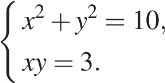 x² + y² = 10,
xy = 3.